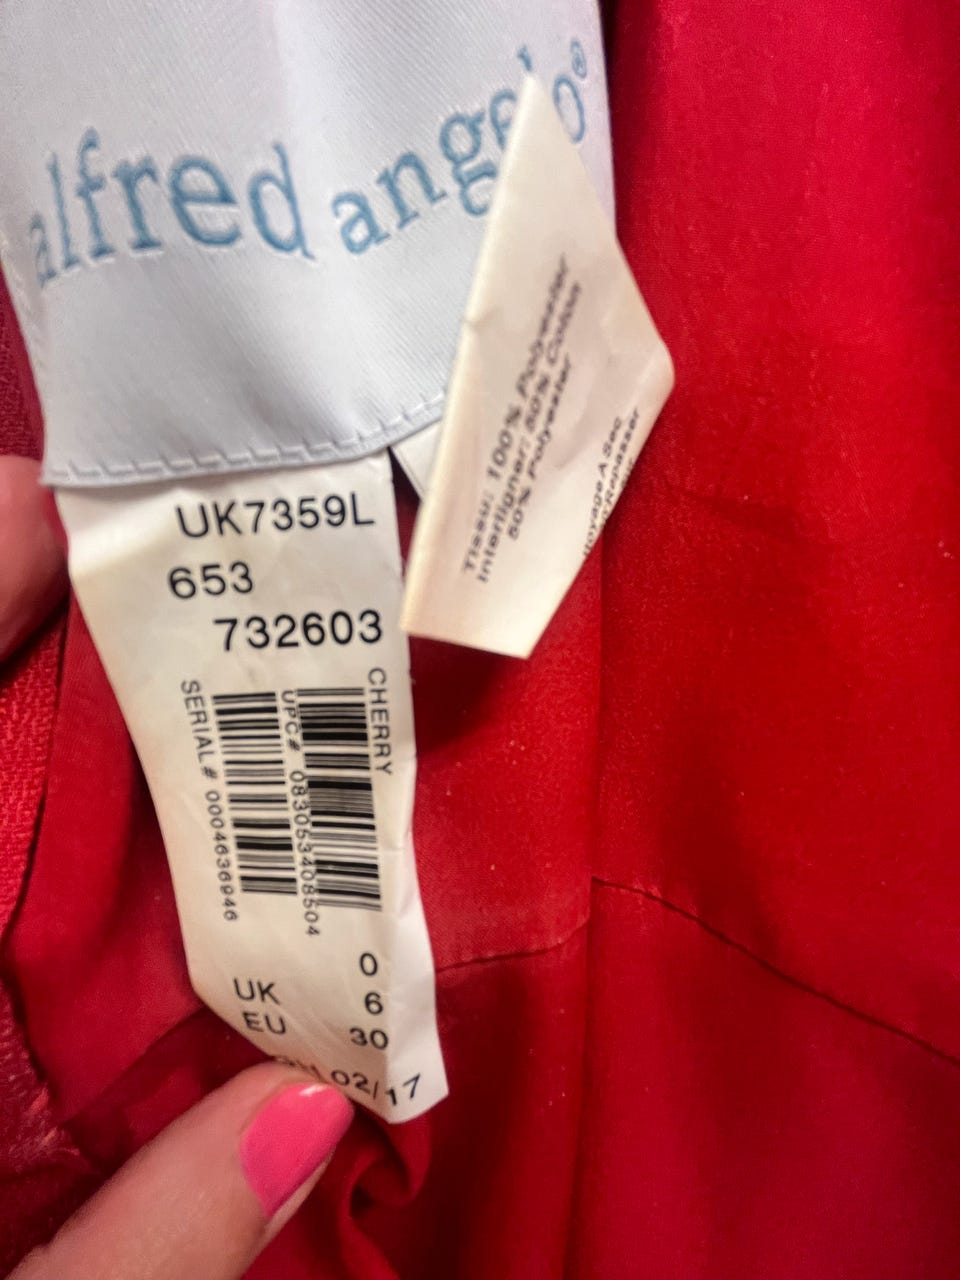 alfred angelo®
Tissu: 100% Polyester
Interligner: 50% Cotton
50% Polyester
UK7359L
653
732603
CHERRY
UPC# 083053408504
SERIAL# 0004636946
0
UK 6
EU 30
02/17